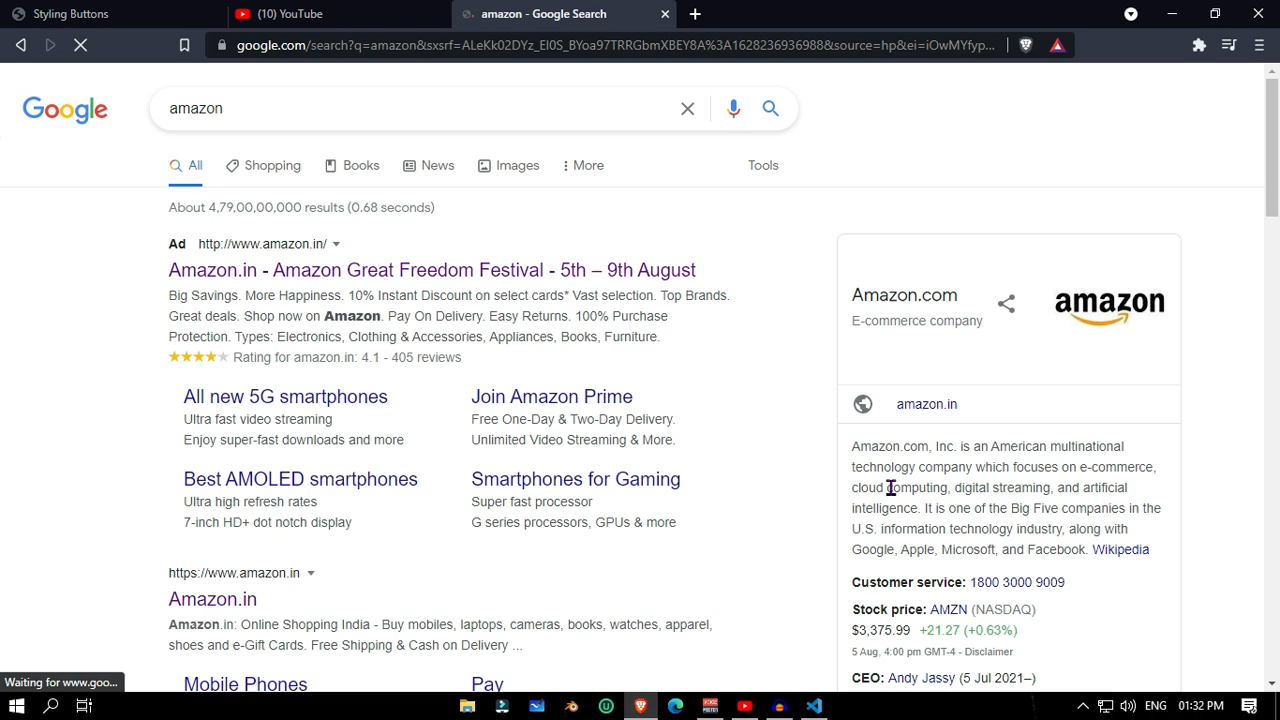 Styling Buttons
(10) YouTube
amazon - Google Search
google.com/search?q=amazon&sxsrf=ALeKk02DYz_EI0S_BYoa97TRRGbmXBEY8A%3A1628236936988&source=hp&ei=iOwMYfyp...
Google
amazon
All
Shopping
Books
News
Images
More
Tools
About 4,79,00,00,000 results (0.68 seconds)
Ad http://www.amazon.in/
Amazon.in - Amazon Great Freedom Festival - 5th – 9th August
Big Savings. More Happiness. 10% Instant Discount on select cards* Vast selection. Top Brands.
Great deals. Shop now on Amazon. Pay On Delivery. Easy Returns. 100% Purchase
Protection. Types: Electronics, Clothing & Accessories, Appliances, Books, Furniture.
Rating for amazon.in: 4.1 - 405 reviews
All new 5G smartphones
Ultra fast video streaming
Enjoy super-fast downloads and more
Join Amazon Prime
Free One-Day & Two-Day Delivery.
Unlimited Video Streaming & More.
Best AMOLED smartphones
Ultra high refresh rates
7-inch HD+ dot notch display
Smartphones for Gaming
Super fast processor
G series processors, GPUs & more
https://www.amazon.in
Amazon.in
Amazon.in: Online Shopping India - Buy mobiles, laptops, cameras, books, watches, apparel,
shoes and e-Gift Cards. Free Shipping & Cash on Delivery ...
Mobile Phones
Pay
Amazon.com
E-commerce company
amazon
amazon.in
Amazon.com, Inc. is an American multinational
technology company which focuses on e-commerce,
cloud computing, digital streaming, and artificial
intelligence. It is one of the Big Five companies in the
U.S. information technology industry, along with
Google, Apple, Microsoft, and Facebook. Wikipedia
Customer service: 1800 3000 9009
Stock price: AMZN (NASDAQ)
$3,375.99 +21.27 (+0.63%)
5 Aug, 4:00 pm GMT-4 - Disclaimer
CEO: Andy Jassy (5 Jul 2021–)
Waiting for www.goo...
ENG
01:32 PM